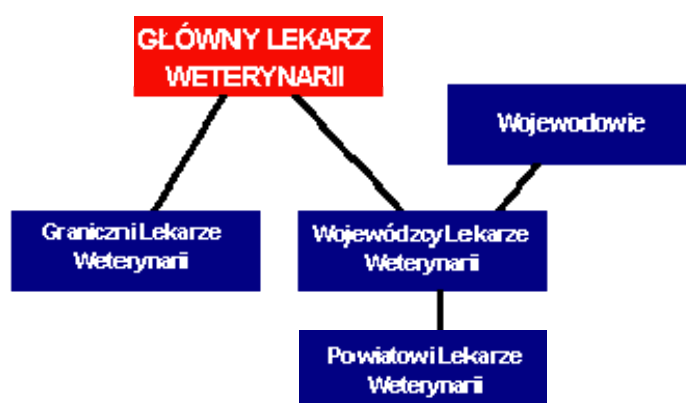 GŁÓWNY LEKARZ
WETERYNARII
Wojewodowie
Graniczni Lekarze
Weterynarii
Wojewódzcy Lekarze
Weterynarii
Powiatowi Lekarze
Weterynarii